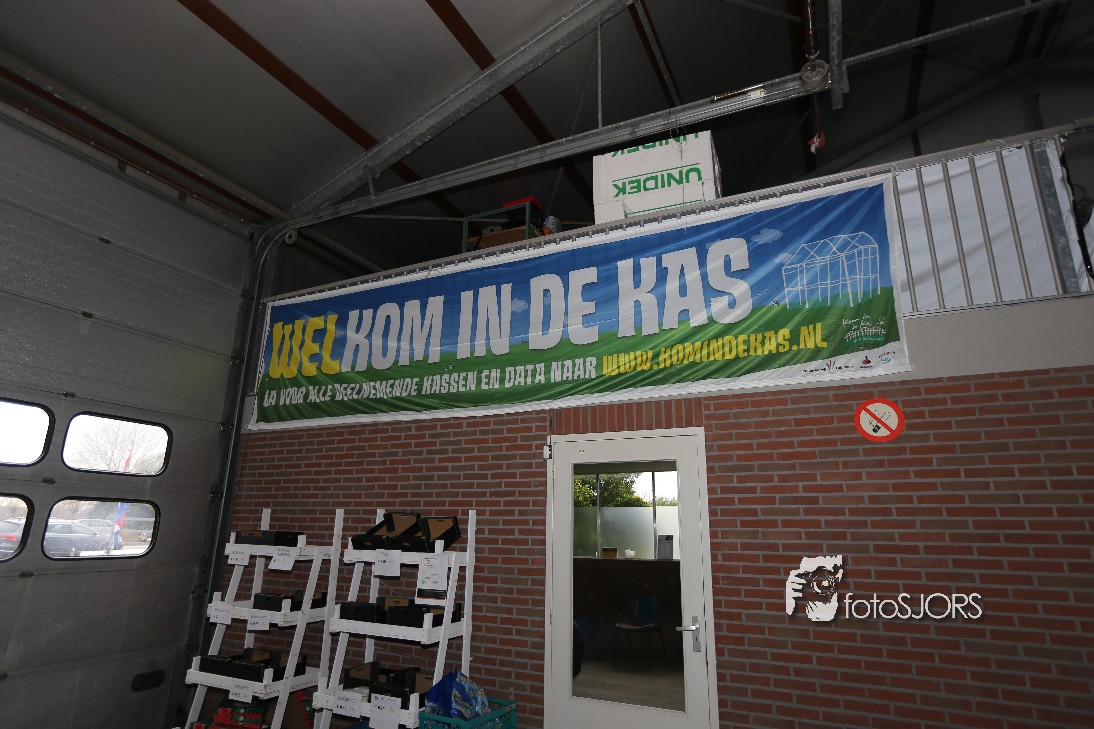 UNIDEK
UNIDEK
WELKOM IN DE KAS
GA VOOR ALLE DEELNEMENDE KASSEN EN DATA NAAR WWW.KOMINDEKAS.NL
fotoSJORS